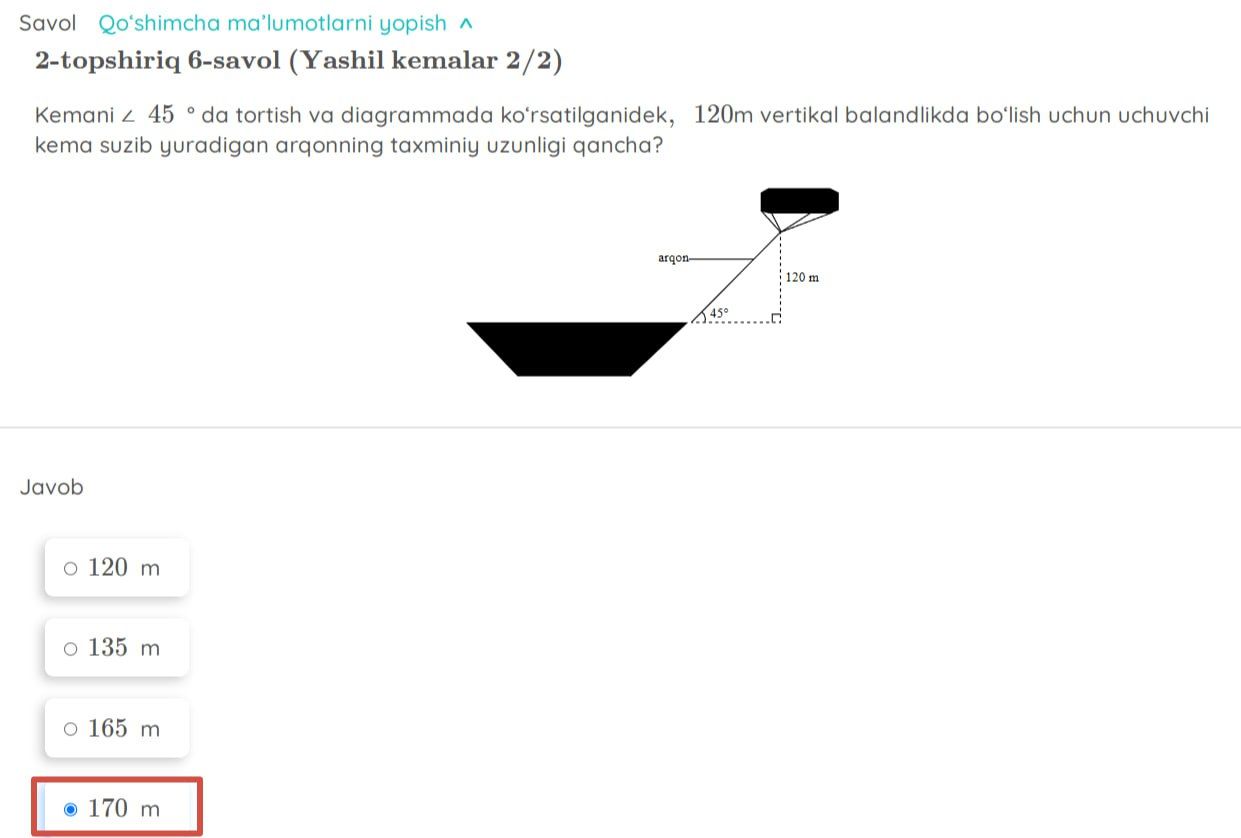 Savol Qo‘shimcha ma’lumotlarni yopish ^
2-topshiriq 6-savol (Yashil kemalar 2/2)
Kemani ∠ 45 ° da tortish va diagrammada ko‘rsatilganidek, 120m vertikal balandlikda bo‘lish uchun uchuvchi
kema suzib yuradigan arqonning taxminiy uzunligi qancha?
arqon
120 m
45°
Javob
120 m
135 m
165 m
170 m